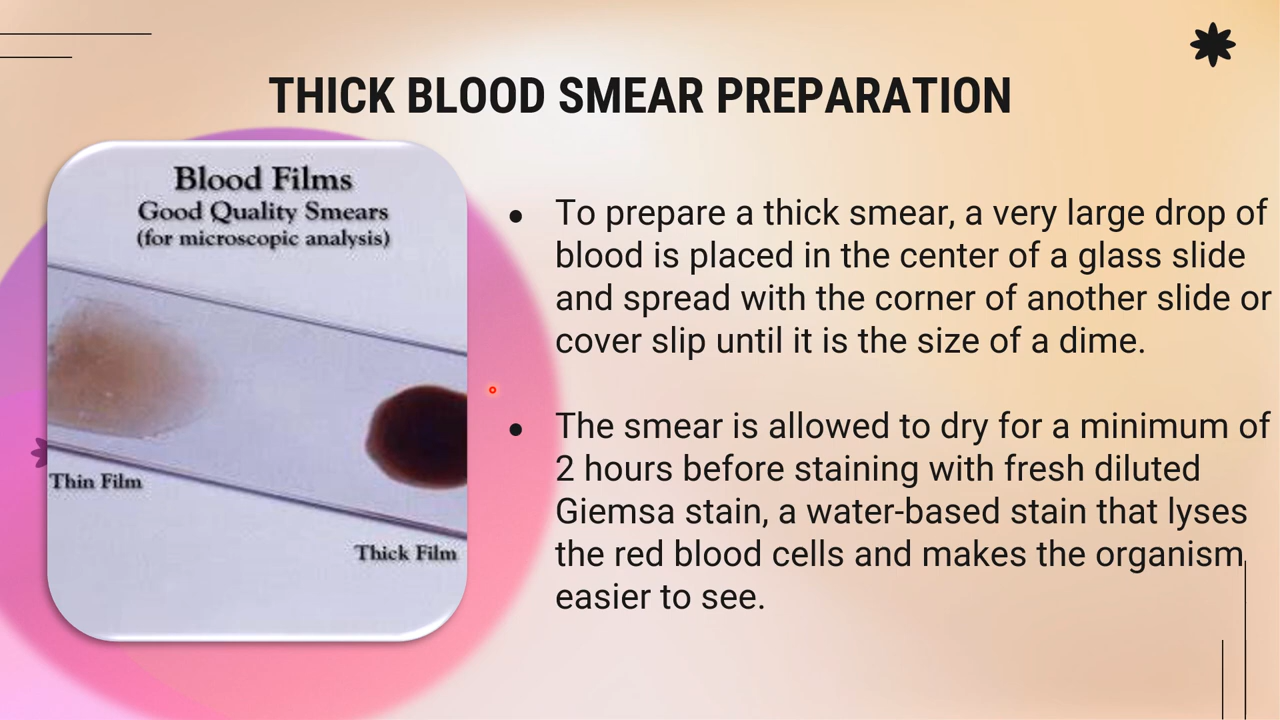 THICK BLOOD SMEAR PREPARATION
Blood Films
Good Quality Smears
(for microscopic analysis)
Thin Film
Thick Film
• To prepare a thick smear, a very large drop of
blood is placed in the center of a glass slide
and spread with the corner of another slide or
cover slip until it is the size of a dime.
• The smear is allowed to dry for a minimum of
2 hours before staining with fresh diluted
Giemsa stain, a water-based stain that lyses
the red blood cells and makes the organism
easier to see.